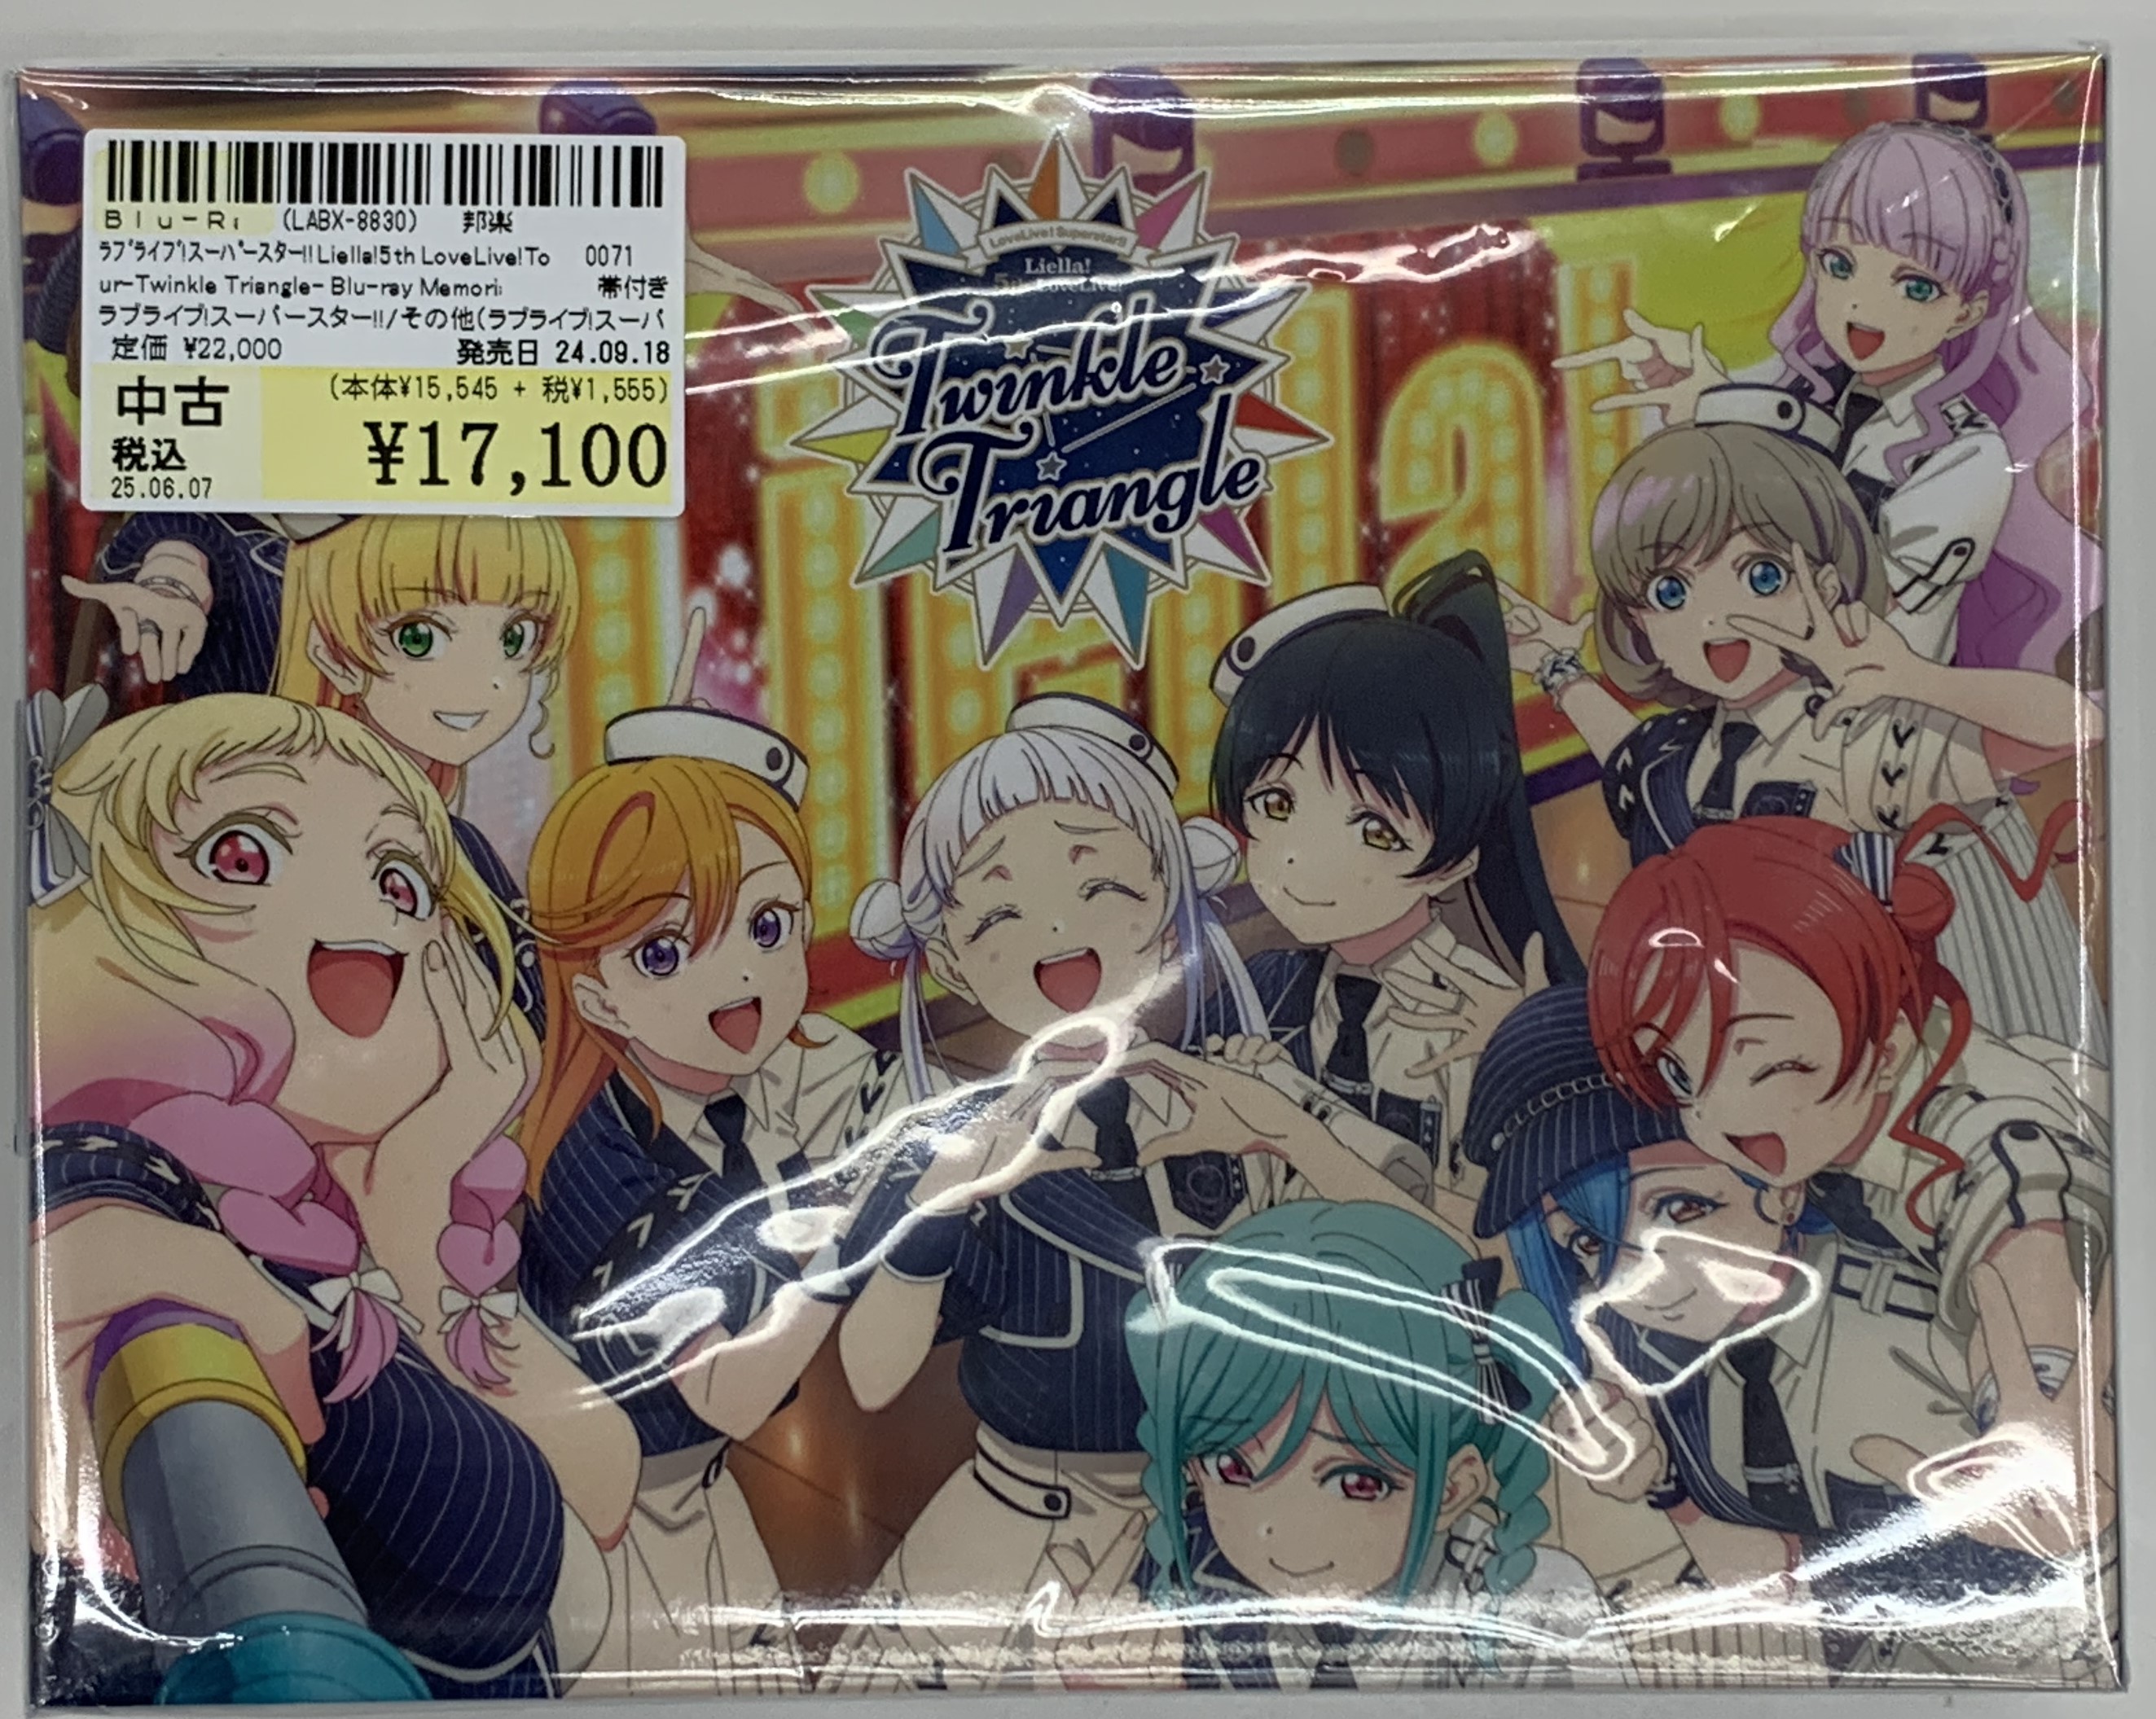 Blu-R
(LABX-8830) 邦楽
ラブライブ!スーパースター!! Liella!5th LoveLive!To 0071
ur-Twinkle Triangle- Blu-ray Memori 帯付き
ラブライブ!スーパースター!!/その他(ラブライブ!スーパ
定価 ¥22,000 発売日 24.09.18
中古 (本体¥15,545 + 税¥1,555)
税込 ¥17,100
25.06.07
LoveLive! Superstar!!
Liella!
5th LoveLive!
Twinkle
Triangle